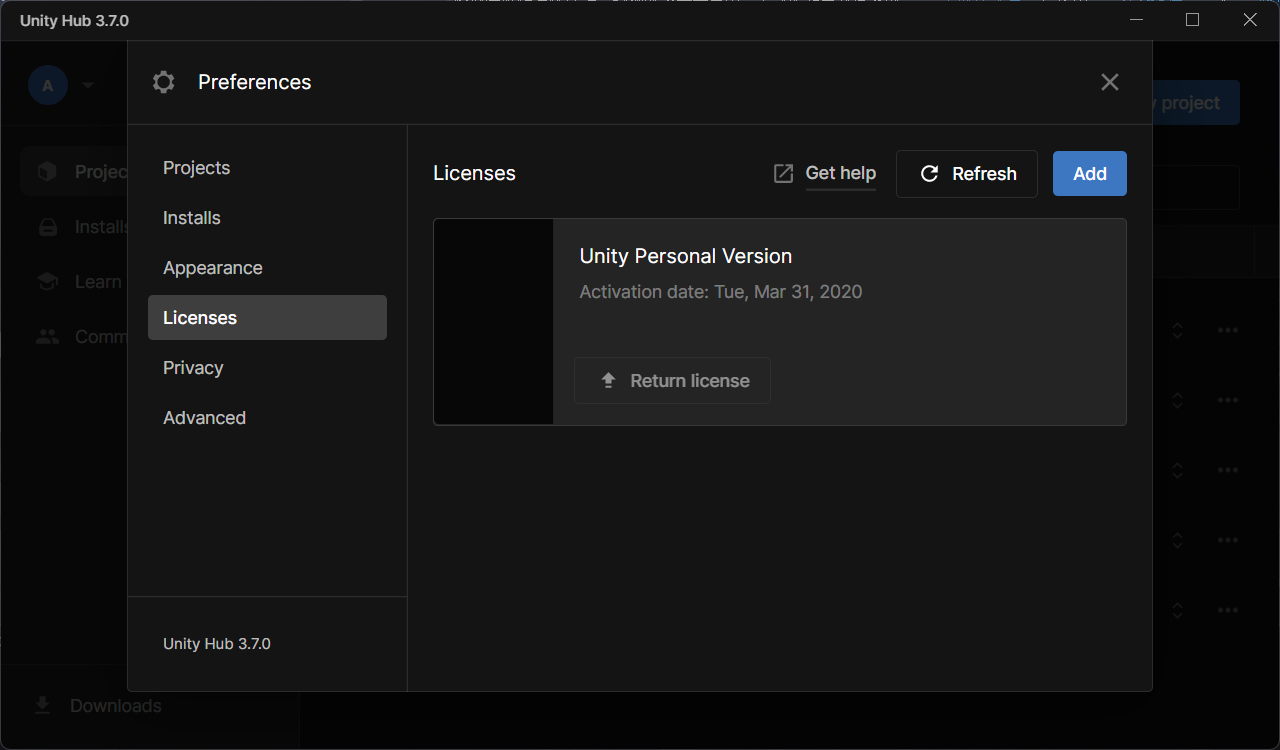 Unity Hub 3.7.0
Preferences
A
y project
Projec
Installs
Learn
Comm
Downloads
Projects
Installs
Appearance
Licenses
Privacy
Advanced
Unity Hub 3.7.0
Licenses
Get help
Refresh
Add
Unity Personal Version
Activation date: Tue, Mar 31, 2020
Return license